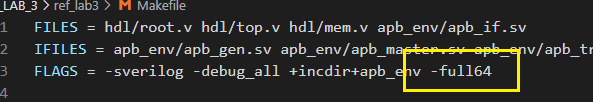 _LAB_3 > ref_lab3 > M Makefile
1 FILES = hdl/root.v hdl/top.v hdl/mem.v apb_env/apb_if.sv
2 IFILES = apb_env/apb_gen.sv apb_env/apb_master.sv apb_env/apb_tr
3 FLAGS = -sverilog -debug_all +incdir+apb_env -full64